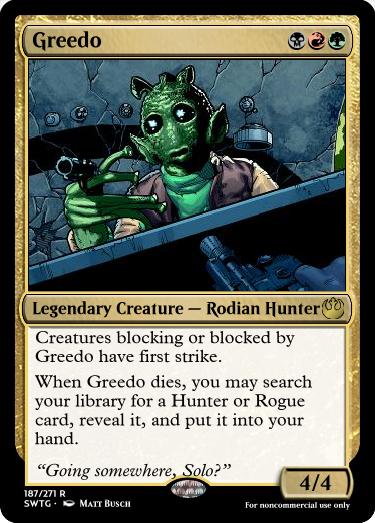 Greedo
Legendary Creature — Rodian Hunter
Creatures blocking or blocked by
Greedo have first strike.
When Greedo dies, you may search
your library for a Hunter or Rogue
card, reveal it, and put it into your
hand.
“Going somewhere, Solo?”
4/4
187/271 R
SWTG · Matt Busch
For noncommercial use only